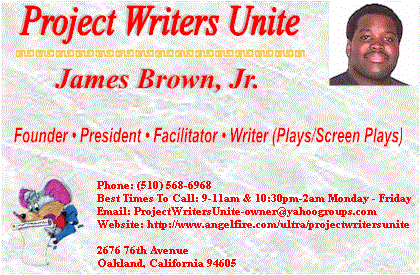 Project Writers Unite
James Brown, Jr.
Founder • President • Facilitator • Writer (Plays/Screen Plays)
Phone: (510) 568-6968
Best Times To Call: 9-11am & 10:30pm-2am Monday - Friday
Email: ProjectWritersUnite-owner@yahoogroups.com
Website: http://www.angelfire.com/ultra/projectwritersunite
2676 76th Avenue
Oakland, California 94605